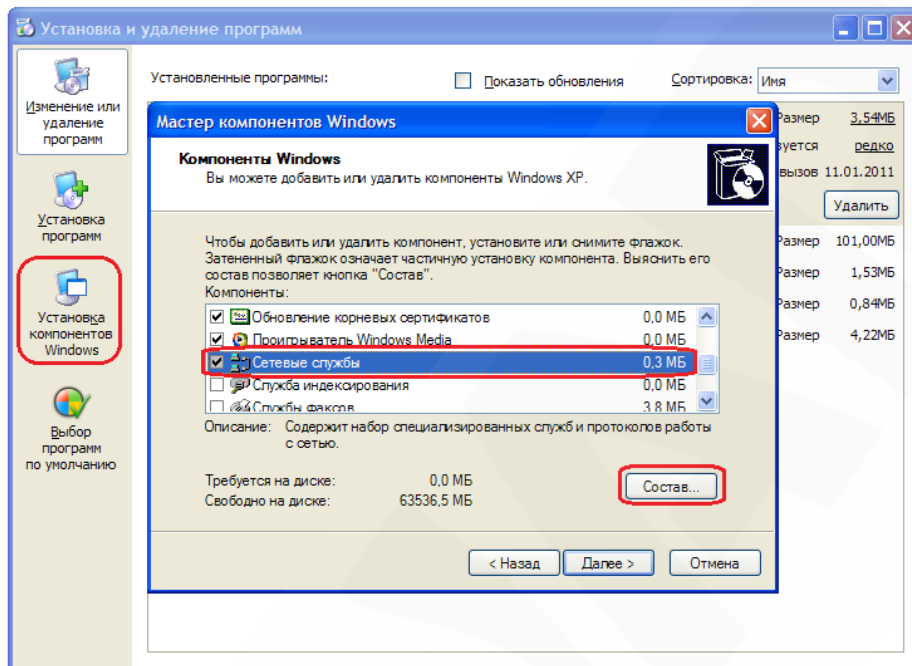 Установка и удаление программ
Изменение или
удаление
программ
Установка
программ
Установка
компонентов
Windows
Выбор
программ
по умолчанию
Установленные программы:
Показать обновления
Сортировка: Имя
Размер 3,54МБ
зуется редко
вызов 11.01.2011
Удалить
Размер 101,00МБ
Размер 1,53МБ
Размер 0,84МБ
Размер 4,22МБ
Мастер компонентов Windows
Компоненты Windows
Вы можете добавить или удалить компоненты Windows XP.
Чтобы добавить или удалить компонент, установите или снимите флажок.
Затененный флажок означает частичную установку компонента. Выяснить его
состав позволяет кнопка "Состав".
Компоненты:
Обновление корневых сертификатов 0,0 МБ
Проигрыватель Windows Media 0,0 МБ
Сетевые службы 0,3 МБ
Служба индексирования 0,0 МБ
Службы факсов 3,8 МБ
Описание: Содержит набор специализированных служб и протоколов работы
с сетью.
Требуется на диске: 0,0 МБ
Свободно на диске: 63536,5 МБ
Состав...
< Назад
Далее >
Отмена